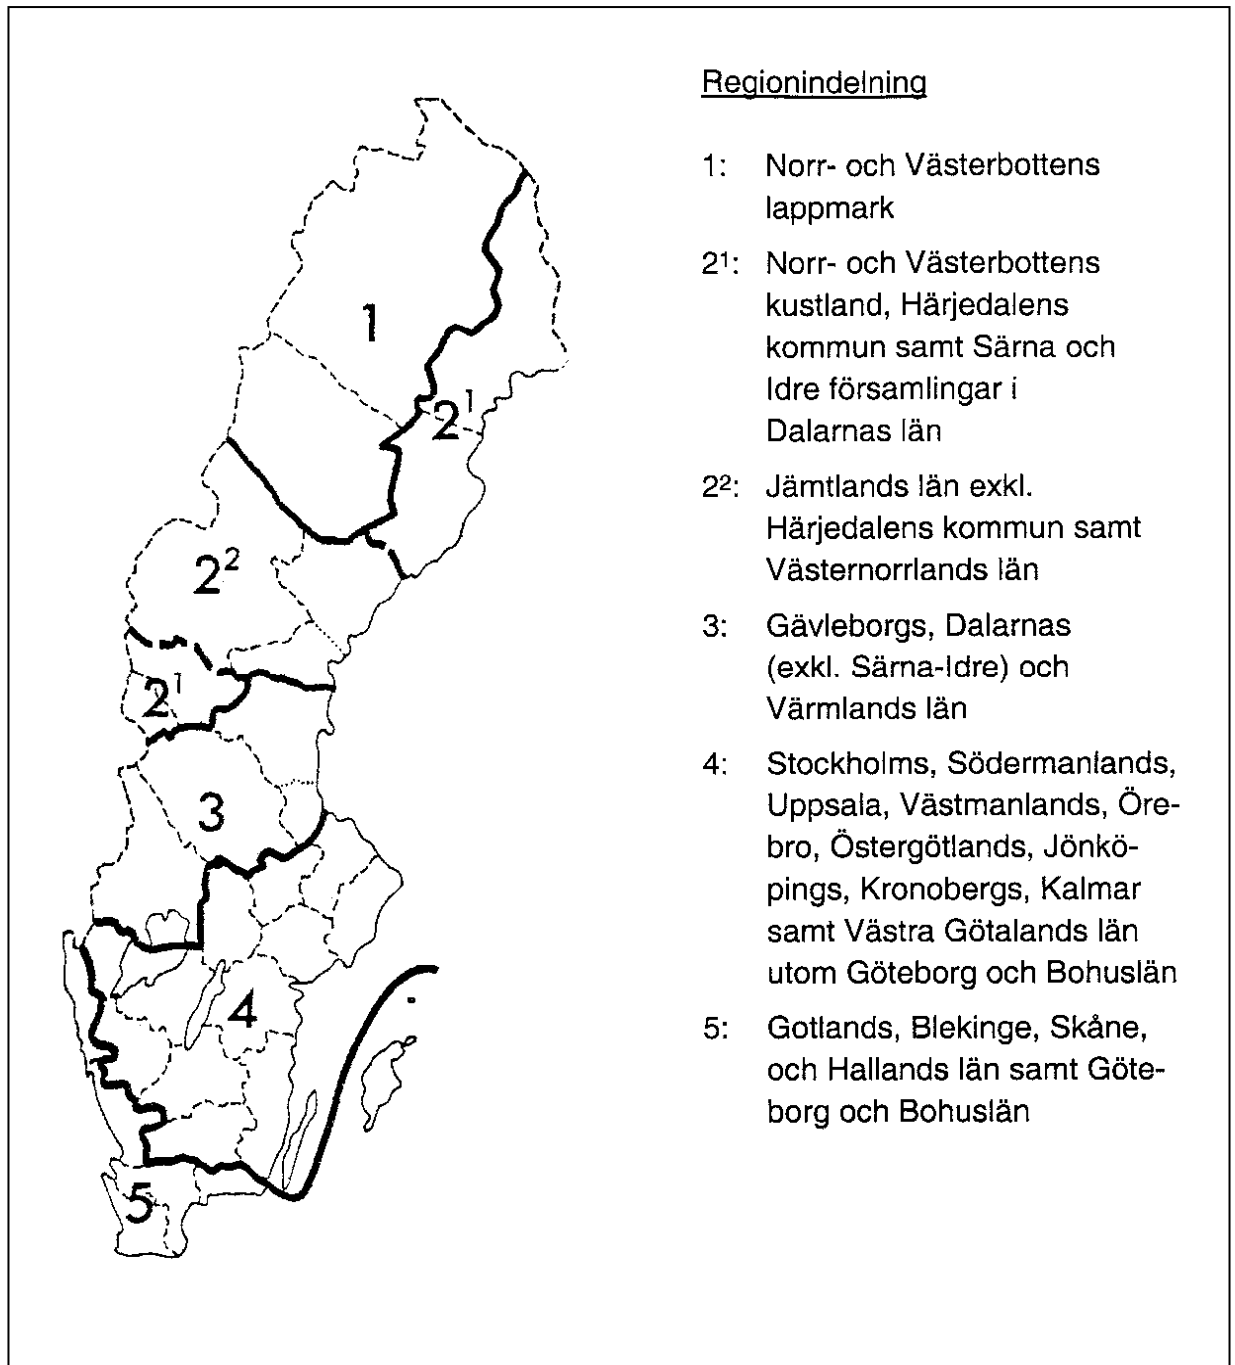 Regionindelning
1: Norr- och Västerbottens
lappmark
2¹: Norr- och Västerbottens
kustland, Härjedalens
kommun samt Särna och
Idre församlingar i
Dalarnas län
2²: Jämtlands län exkl.
Härjedalens kommun samt
Västernorrlands län
3: Gävleborgs, Dalarnas
(exkl. Särna-Idre) och
Värmlands län
4: Stockholms, Södermanlands,
Uppsala, Västmanlands, Öre-
bro, Östergötlands, Jönkö-
pings, Kronobergs, Kalmar
samt Västra Götalands län
utom Göteborg och Bohuslän
5: Gotlands, Blekinge, Skåne,
och Hallands län samt Göte-
borg och Bohuslän
1
2¹
2²
2¹
3
4
5